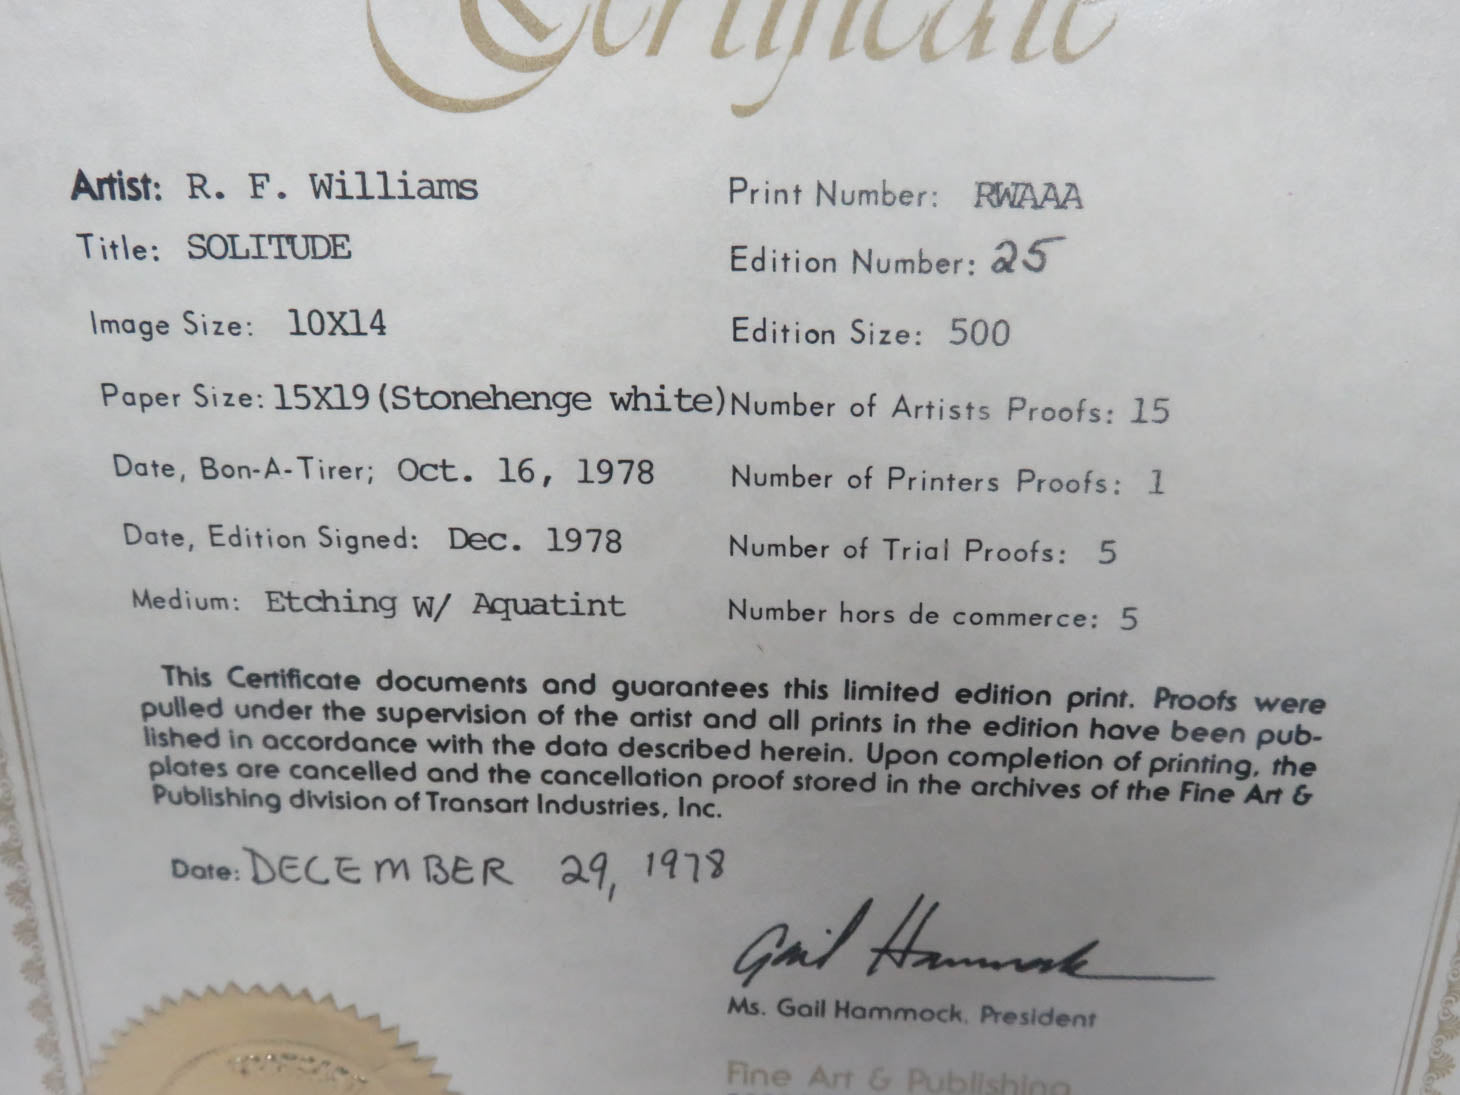 Certificate
Artist: R. F. Williams
Title: SOLITUDE
Image Size: 10X14
Paper Size: 15X19 (Stonehenge white)
Date, Bon-A-Tirer; Oct. 16, 1978
Date, Edition Signed: Dec. 1978
Medium: Etching W/ Aquatint
Print Number: RWAAA
Edition Number: 25
Edition Size: 500
Number of Artists Proofs: 15
Number of Printers Proofs: 1
Number of Trial Proofs: 5
Number hors de commerce: 5
This Certificate documents and guarantees this limited edition print. Proofs were
pulled under the supervision of the artist and all prints in the edition have been pub-
lished in accordance with the data described herein. Upon completion of printing, the
plates are cancelled and the cancellation proof stored in the archives of the Fine Art &
Publishing division of Transart Industries, Inc.
Date: DECEMBER 29, 1978
Gail Hammock
Ms. Gail Hammock, President
Fine Art & Publishing